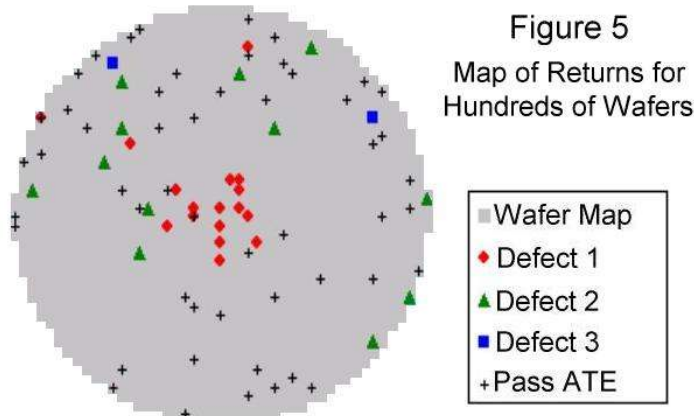 Figure 5
Map of Returns for
Hundreds of Wafers
Wafer Map
Defect 1
Defect 2
Defect 3
Pass ATE